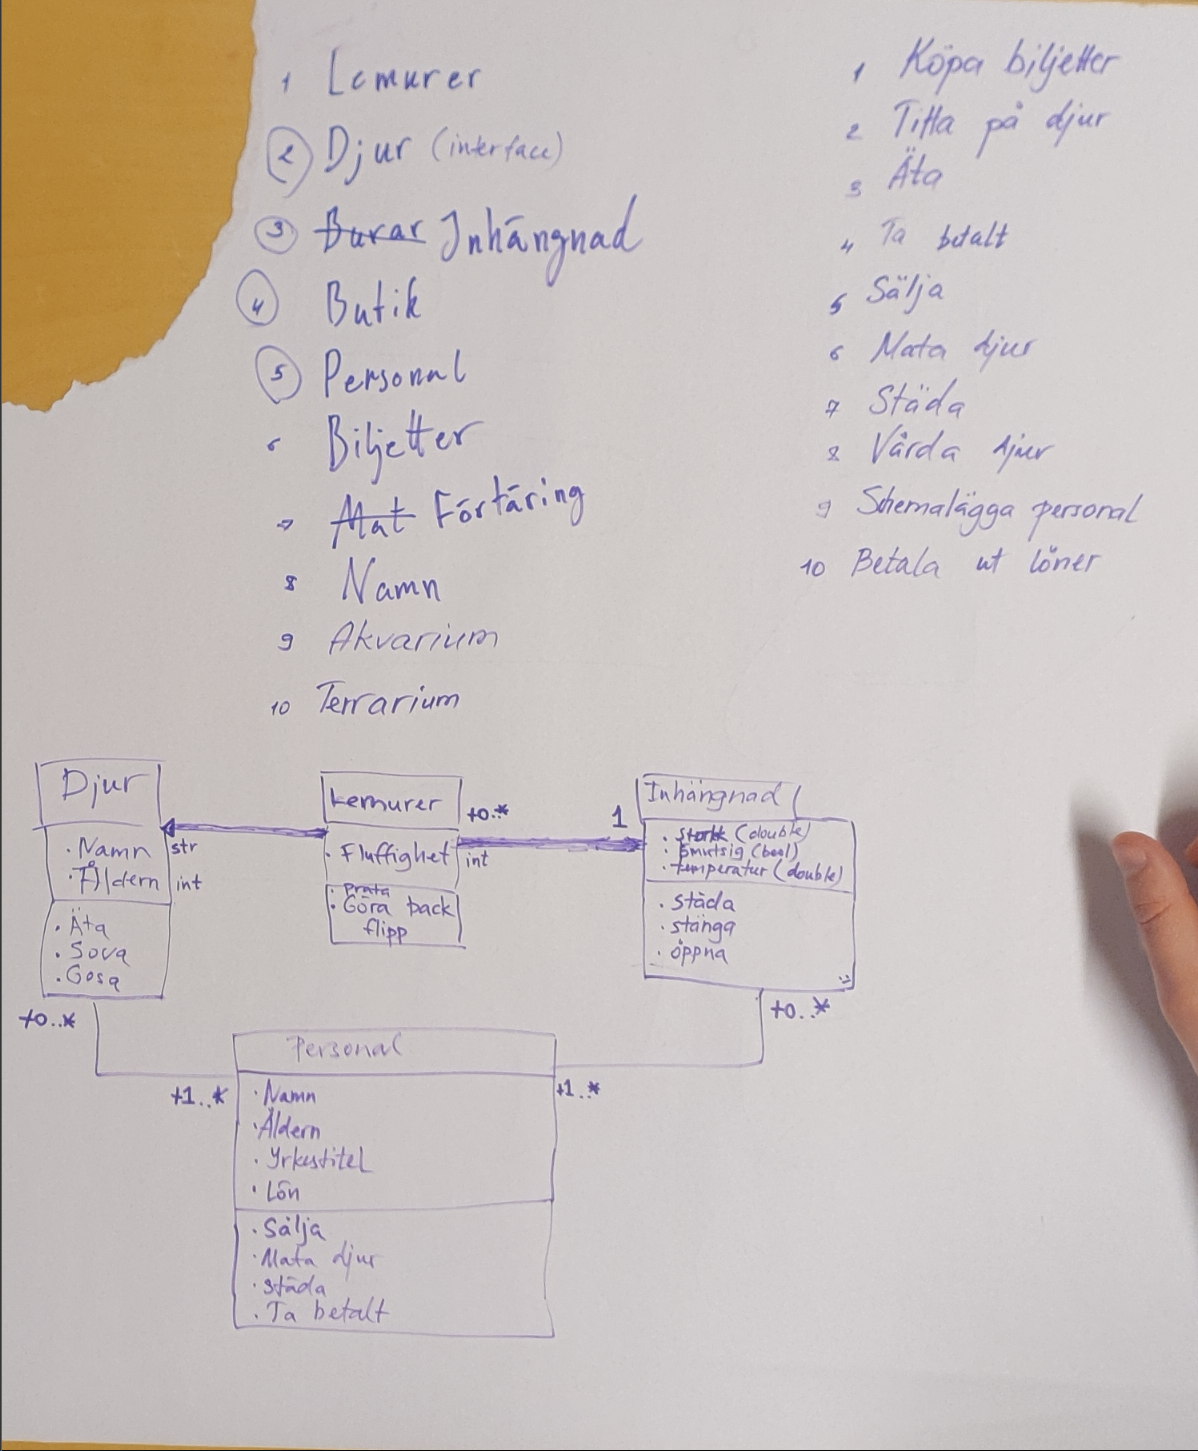 1 Lemurer
2 Djur (interface)
3 Burar Inhängnad
4 Butik
5 Personal
6 Biljetter
7 Mat Förtäring
8 Namn
9 Akvarium
10 Terrarium
1 Köpa biljetter
2 Titta på djur
3 Äta
4 Ta betalt
5 Sälja
6 Mata djur
7 Städa
8 Vårda djur
9 Schemalägga personal
10 Betala ut löner
Djur
· Namn str
· Åldern int
· Äta
· Sova
· Gosa
+0..*
Lemurer
+0..*
· Fluffighet int
· Prata
· Göra back
flipp
1
Inhängnad
(double)
· Smutsig (bool)
· temperatur (double)
· städa
· stänga
· öppna
+0..*
Personal
+1..*
+1..*
· Namn
· Åldern
· Yrkestitel
· Lön
· Sälja
· Mata djur
· städa
· Ta betalt